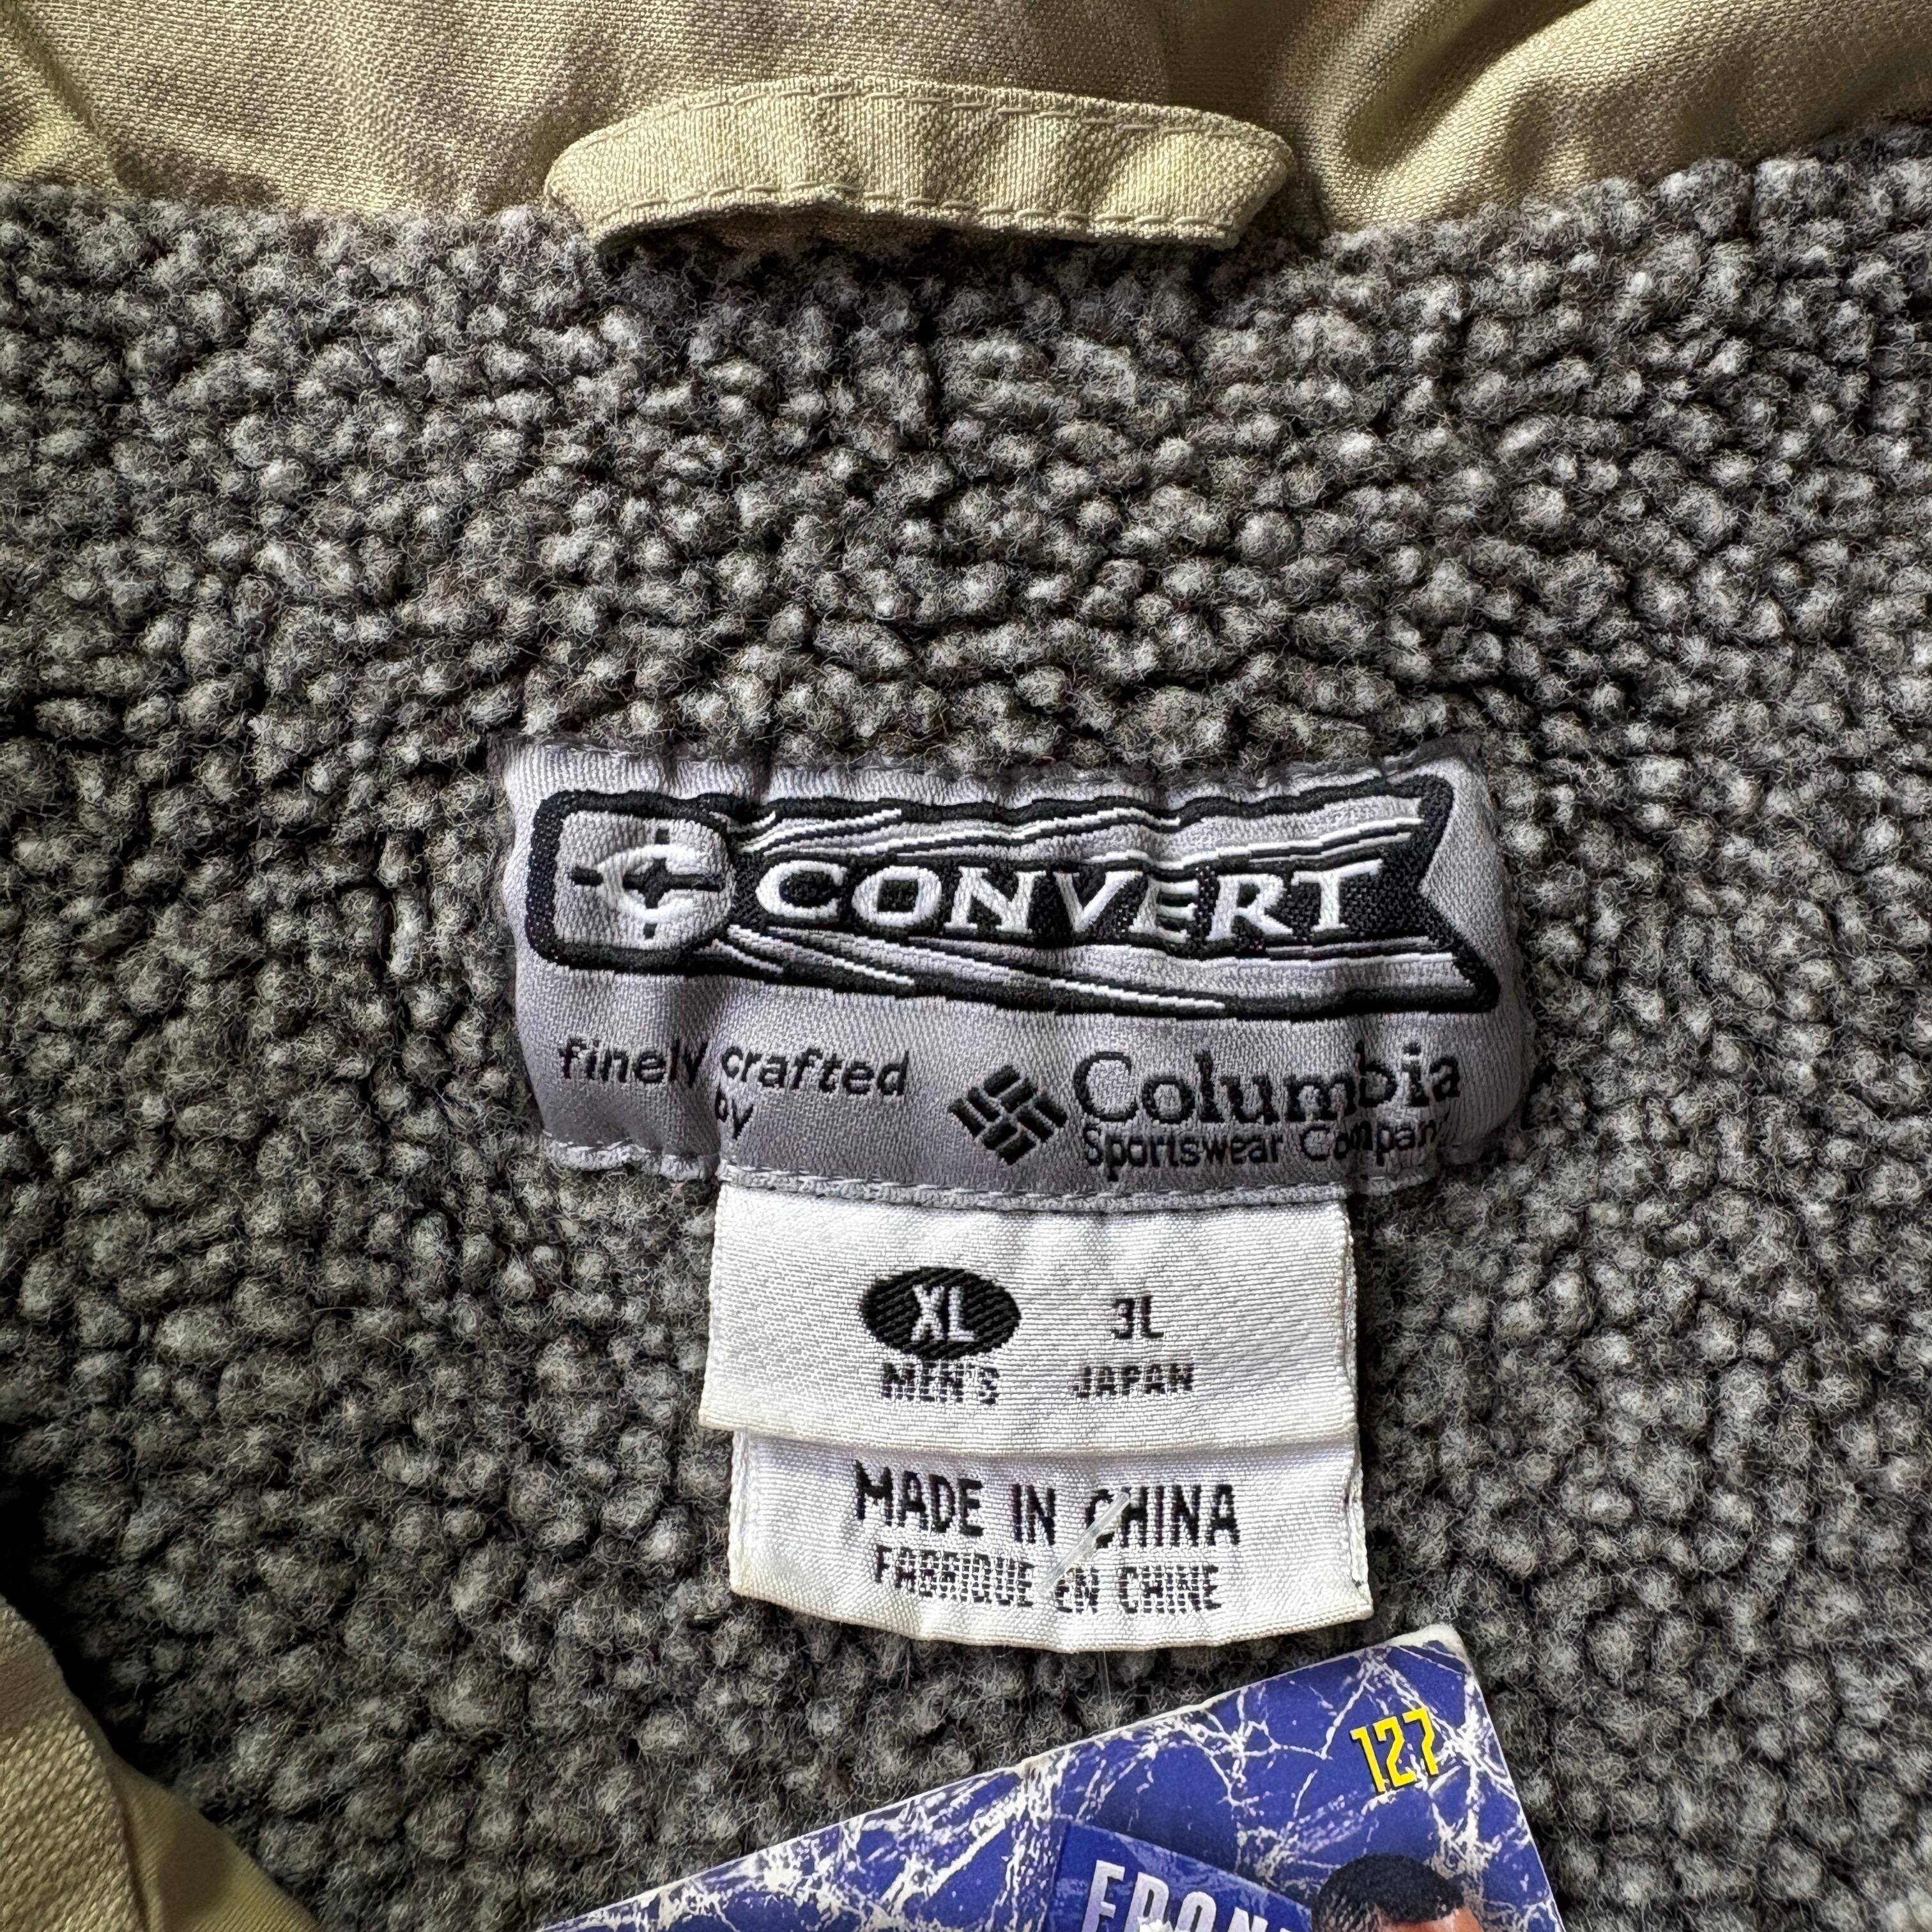 CONVERT
finely crafted
by
Columbia
Sportswear Company
XL 3L
MEN'S JAPAN
MADE IN CHINA
FABRIQUE EN CHINE
127